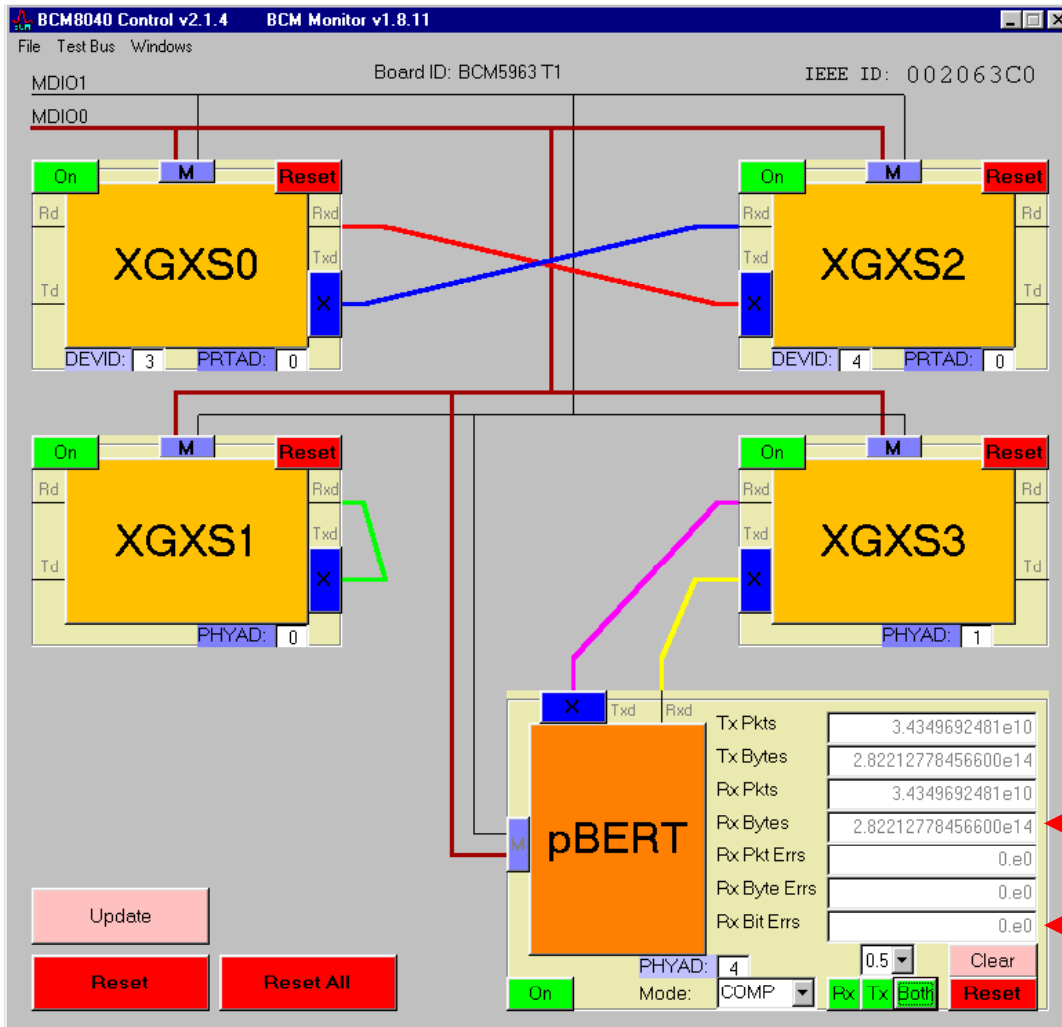 BCM8040 Control v2.1.4 BCM Monitor v1.8.11
File Test Bus Windows
Board ID: BCM5963 T1
IEEE ID: 002063C0
MDIO1
MDIO0
On M Reset
Rd Rxd
XGXS0
Txd
Td X
DEVID: 3 PRTAD: 0
On M Reset
Rxd Rd
XGXS2
Txd
X Td
DEVID: 4 PRTAD: 0
On M Reset
Rd Rxd
XGXS1
Txd
Td X
PHYAD: 0
On M Reset
Rxd Rd
XGXS3
Txd
X Td
PHYAD: 1
X Txd Rxd
M
pBERT
Tx Pkts 3.4349692481e10
Tx Bytes 2.82212778456600e14
Rx Pkts 3.4349692481e10
Rx Bytes 2.82212778456600e14
Rx Pkt Errs 0.e0
Rx Byte Errs 0.e0
Rx Bit Errs 0.e0
PHYAD: 4 0.5 Clear
On Mode: COMP Rx Tx Both Reset
Update
Reset Reset All